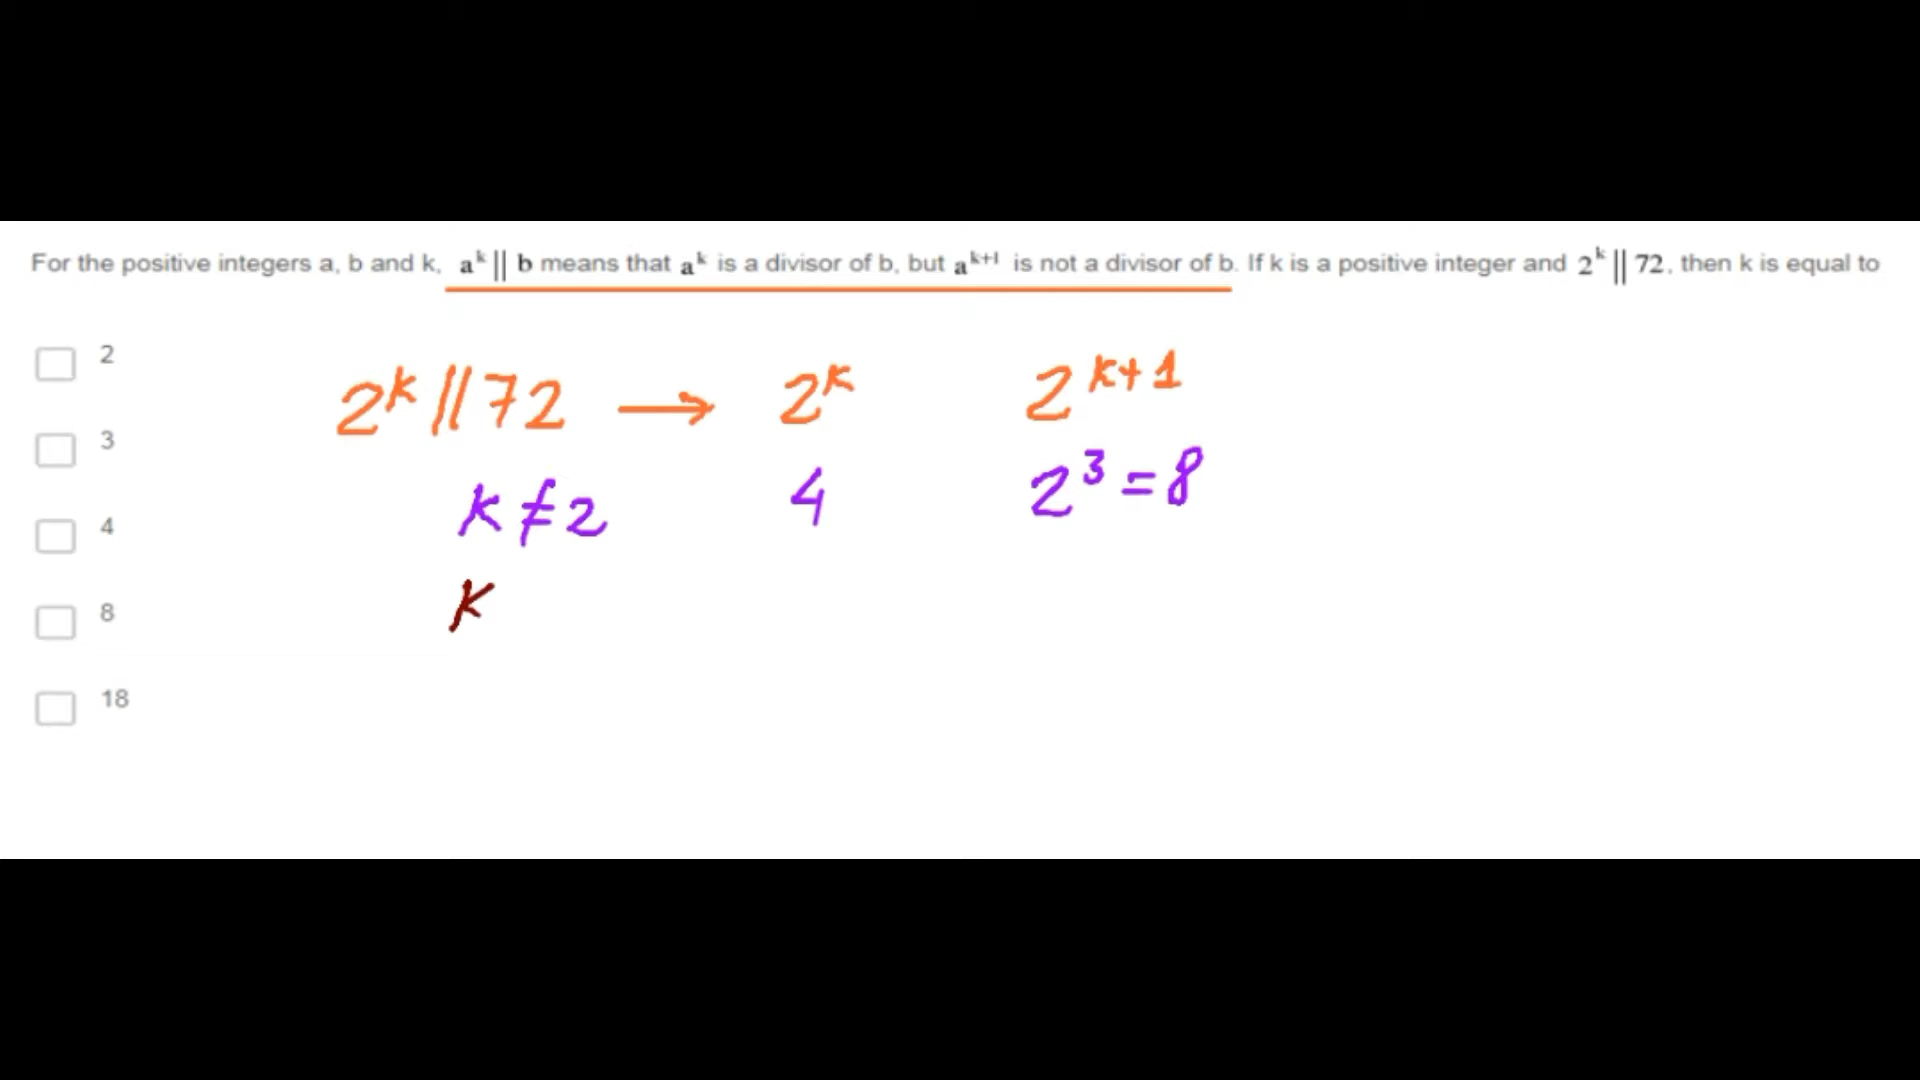 For the positive integers a, b and k, aᵏ || b means that aᵏ is a divisor of b, but aᵏ⁺¹ is not a divisor of b. If k is a positive integer and 2ᵏ || 72, then k is equal to
2
3
4
8
18
2ᵏ || 72 → 2ᵏ 2ᵏ⁺¹
k ≠ 2 4 2³ = 8
k